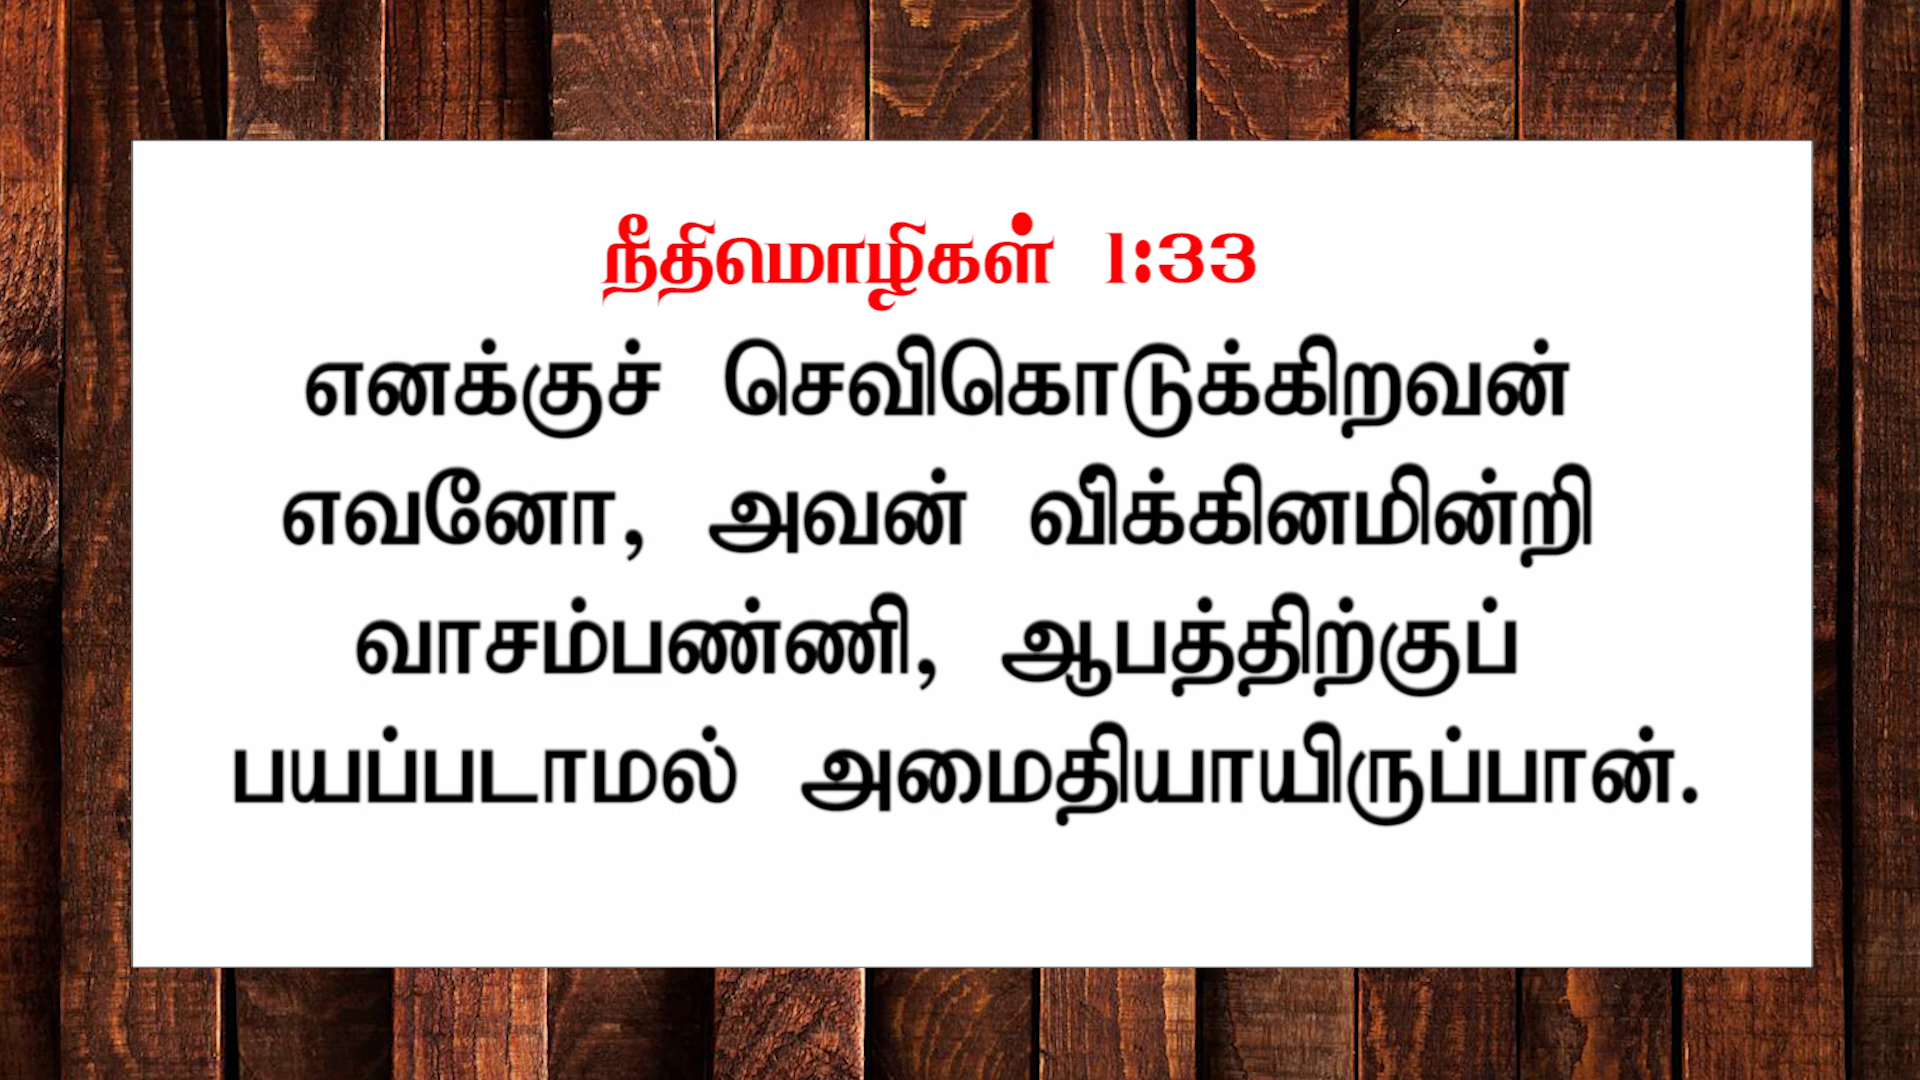 நீதிமொழிகள் 1:33
எனக்குச் செவிகொடுக்கிறவன்
எவனோ, அவன் விக்கினமின்றி
வாசம்பண்ணி, ஆபத்திற்குப்
பயப்படாமல் அமைதியாயிருப்பான்.